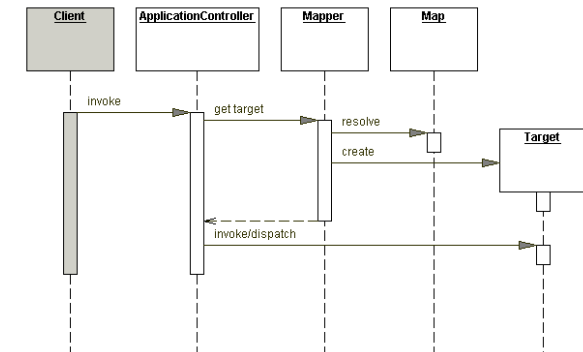 Client
ApplicationController
Mapper
Map
invoke
get target
resolve
create
Target
invoke/dispatch